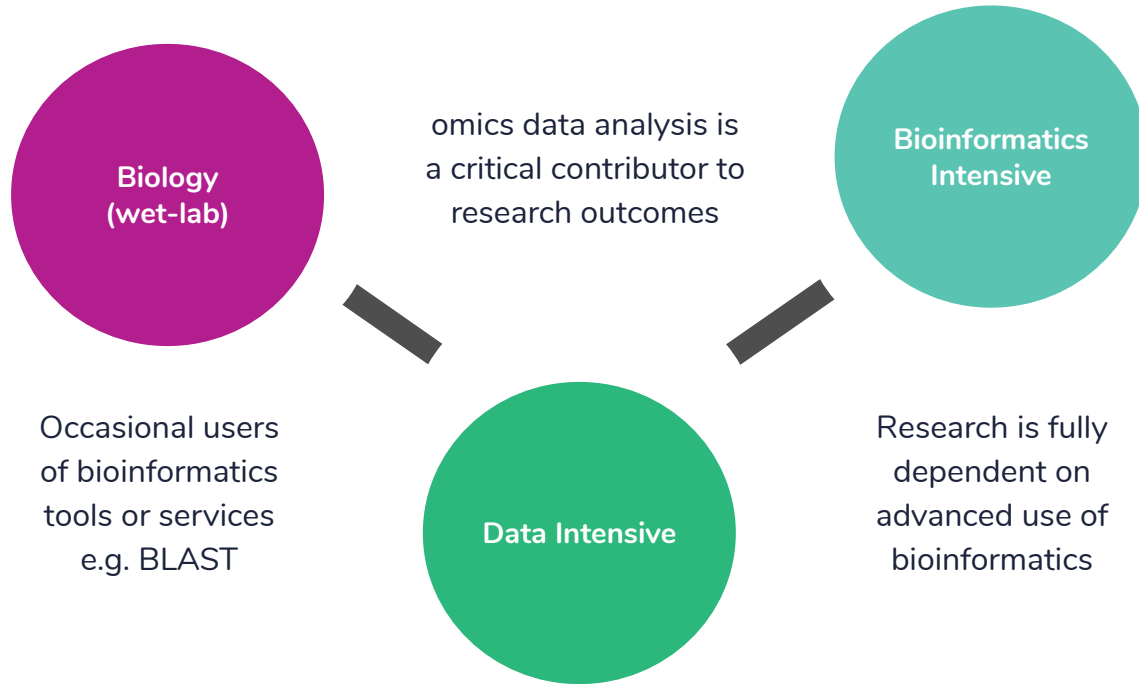 Biology
(wet-lab)
Occasional users
of bioinformatics
tools or services
e.g. BLAST
omics data analysis is
a critical contributor to
research outcomes
Data Intensive
Bioinformatics
Intensive
Research is fully
dependent on
advanced use of
bioinformatics